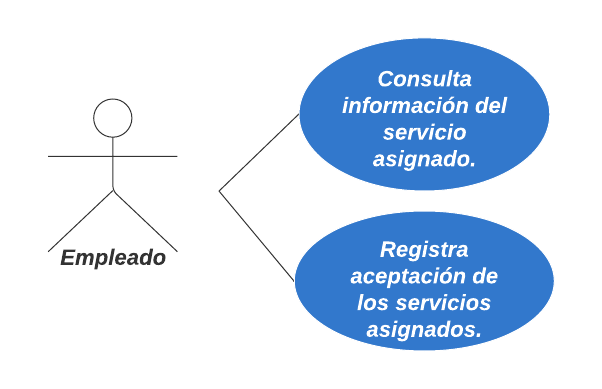 Consulta
información del
servicio
asignado.
Empleado
Registra
aceptación de
los servicios
asignados.